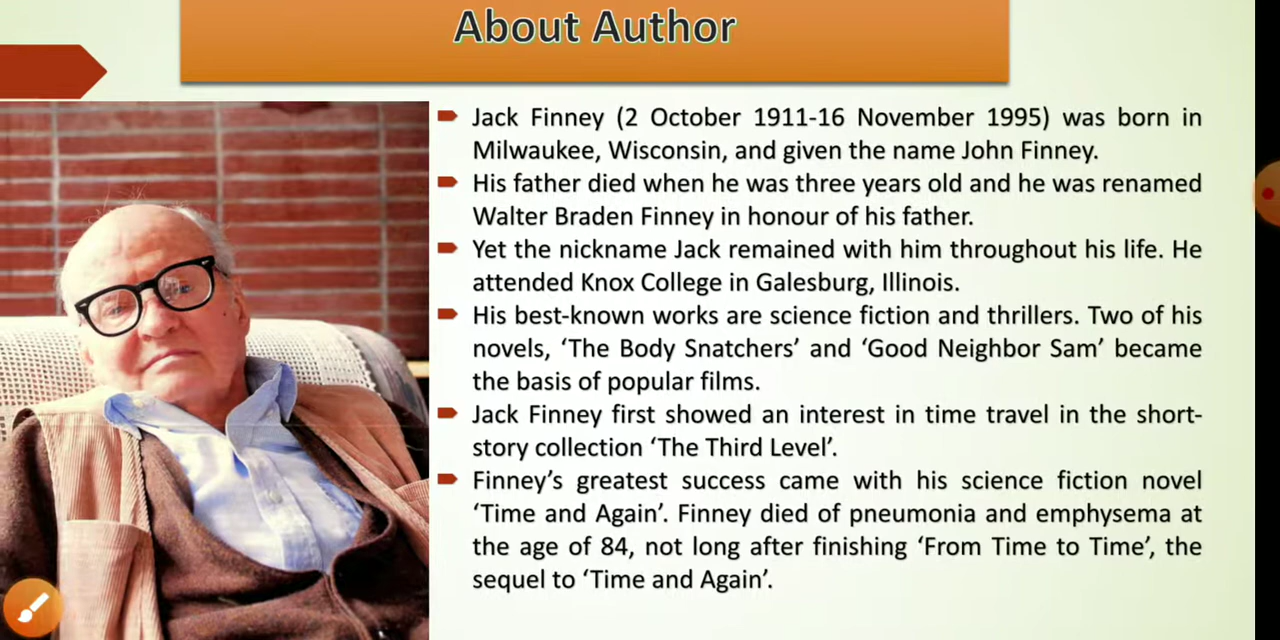 About Author
Jack Finney (2 October 1911-16 November 1995) was born in
Milwaukee, Wisconsin, and given the name John Finney.
His father died when he was three years old and he was renamed
Walter Braden Finney in honour of his father.
Yet the nickname Jack remained with him throughout his life. He
attended Knox College in Galesburg, Illinois.
His best-known works are science fiction and thrillers. Two of his
novels, ‘The Body Snatchers’ and ‘Good Neighbor Sam’ became
the basis of popular films.
Jack Finney first showed an interest in time travel in the short-
story collection ‘The Third Level’.
Finney’s greatest success came with his science fiction novel
‘Time and Again’. Finney died of pneumonia and emphysema at
the age of 84, not long after finishing ‘From Time to Time’, the
sequel to ‘Time and Again’.